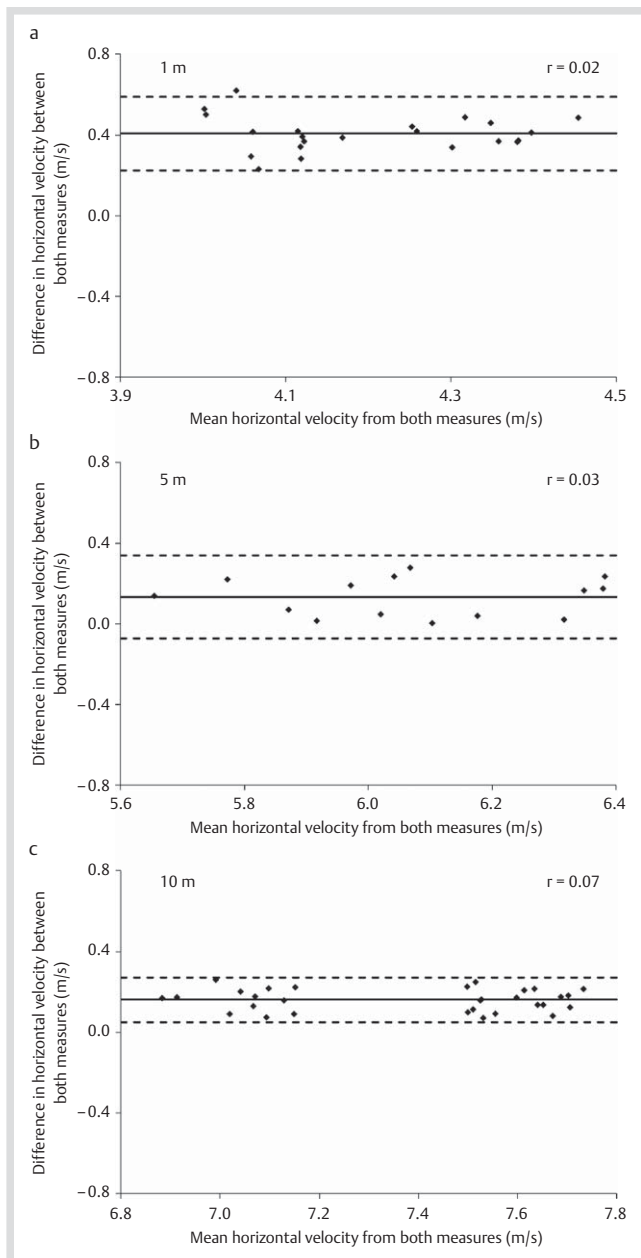 a
1 m
r = 0.02
0.8
0.4
0.0
−0.4
−0.8
3.9
4.1
4.3
4.5
Difference in horizontal velocity between
both measures (m/s)
Mean horizontal velocity from both measures (m/s)
b
5 m
r = 0.03
0.8
0.4
0.0
−0.4
−0.8
5.6
5.8
6.0
6.2
6.4
Difference in horizontal velocity between
both measures (m/s)
Mean horizontal velocity from both measures (m/s)
c
10 m
r = 0.07
0.8
0.4
0.0
−0.4
−0.8
6.8
7.0
7.2
7.4
7.6
7.8
Difference in horizontal velocity between
both measures (m/s)
Mean horizontal velocity from both measures (m/s)